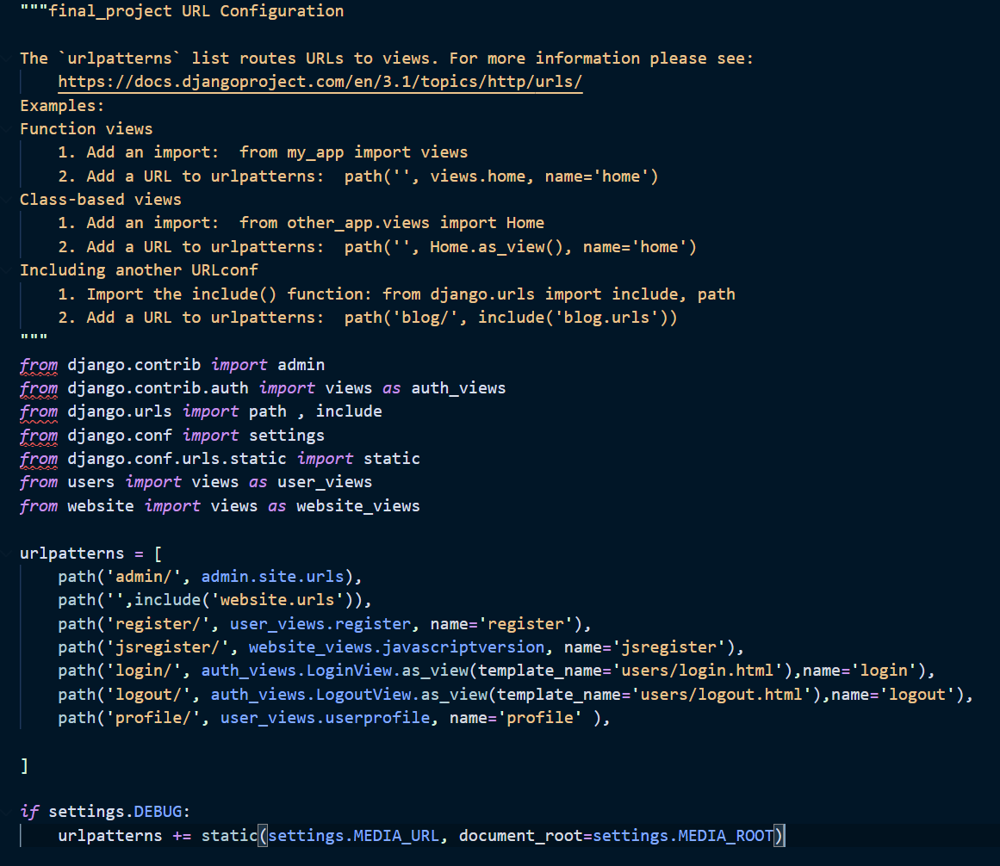 """final_project URL Configuration

The `urlpatterns` list routes URLs to views. For more information please see:
    https://docs.djangoproject.com/en/3.1/topics/http/urls/
Examples:
Function views
    1. Add an import:  from my_app import views
    2. Add a URL to urlpatterns:  path('', views.home, name='home')
Class-based views
    1. Add an import:  from other_app.views import Home
    2. Add a URL to urlpatterns:  path('', Home.as_view(), name='home')
Including another URLconf
    1. Import the include() function: from django.urls import include, path
    2. Add a URL to urlpatterns:  path('blog/', include('blog.urls'))
"""
from django.contrib import admin
from django.contrib.auth import views as auth_views
from django.urls import path , include
from django.conf import settings
from django.conf.urls.static import static
from users import views as user_views
from website import views as website_views

urlpatterns = [
    path('admin/', admin.site.urls),
    path('',include('website.urls')),
    path('register/', user_views.register, name='register'),
    path('jsregister/', website_views.javascriptversion, name='jsregister'),
    path('login/', auth_views.LoginView.as_view(template_name='users/login.html'),name='login'),
    path('logout/', auth_views.LogoutView.as_view(template_name='users/logout.html'),name='logout'),
    path('profile/', user_views.userprofile, name='profile' ),

]

if settings.DEBUG:
    urlpatterns += static(settings.MEDIA_URL, document_root=settings.MEDIA_ROOT)